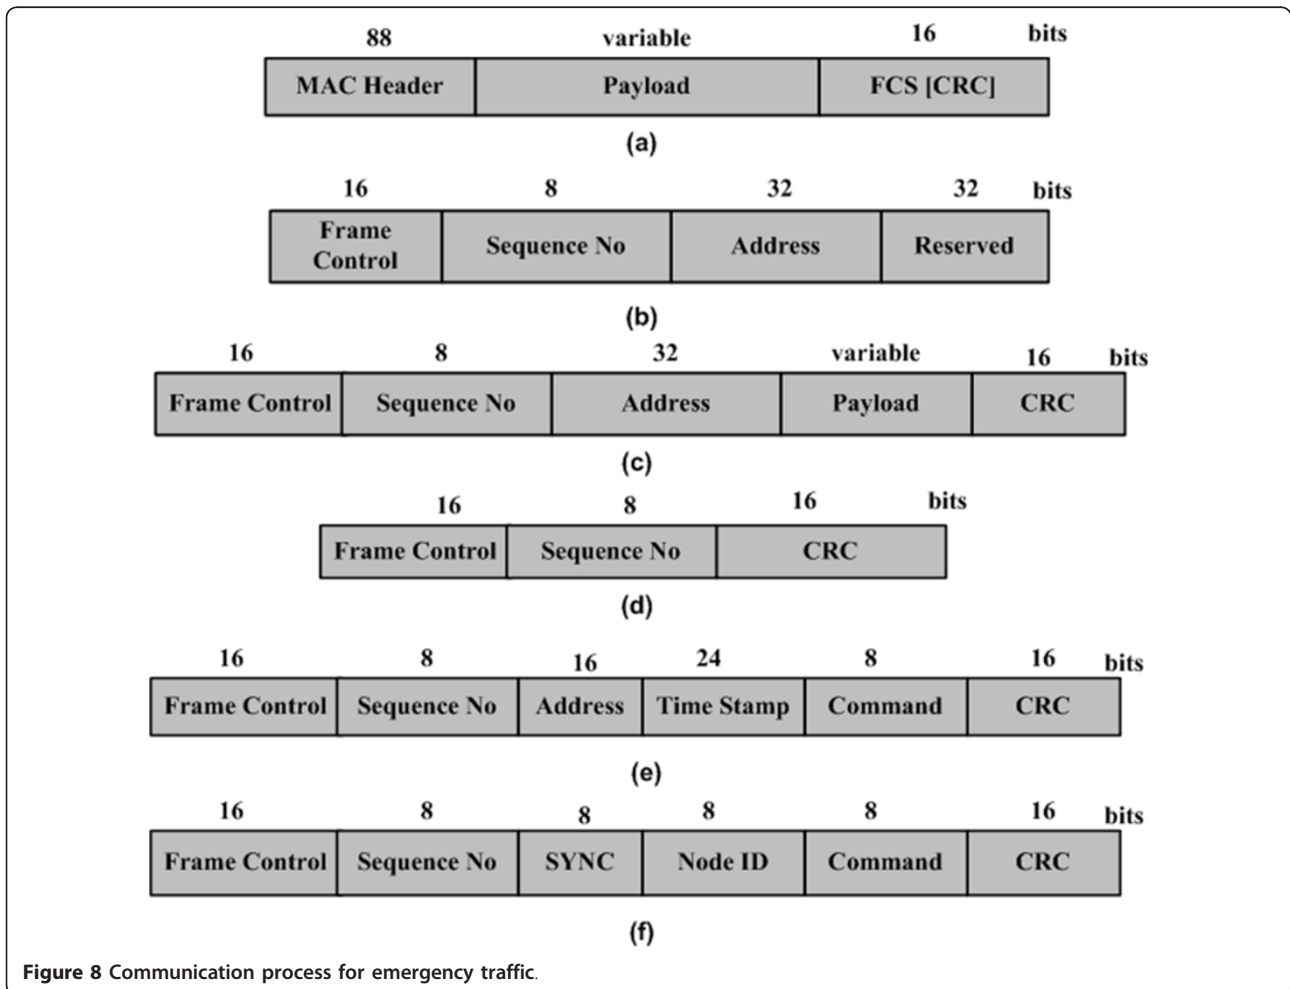 88 variable 16 bits
MAC Header Payload FCS [CRC]
(a)
16 8 32 32 bits
Frame Control Sequence No Address Reserved
(b)
16 8 32 variable 16 bits
Frame Control Sequence No Address Payload CRC
(c)
16 8 16 bits
Frame Control Sequence No CRC
(d)
16 8 16 24 8 16 bits
Frame Control Sequence No Address Time Stamp Command CRC
(e)
16 8 8 8 8 16 bits
Frame Control Sequence No SYNC Node ID Command CRC
(f)
Figure 8 Communication process for emergency traffic.